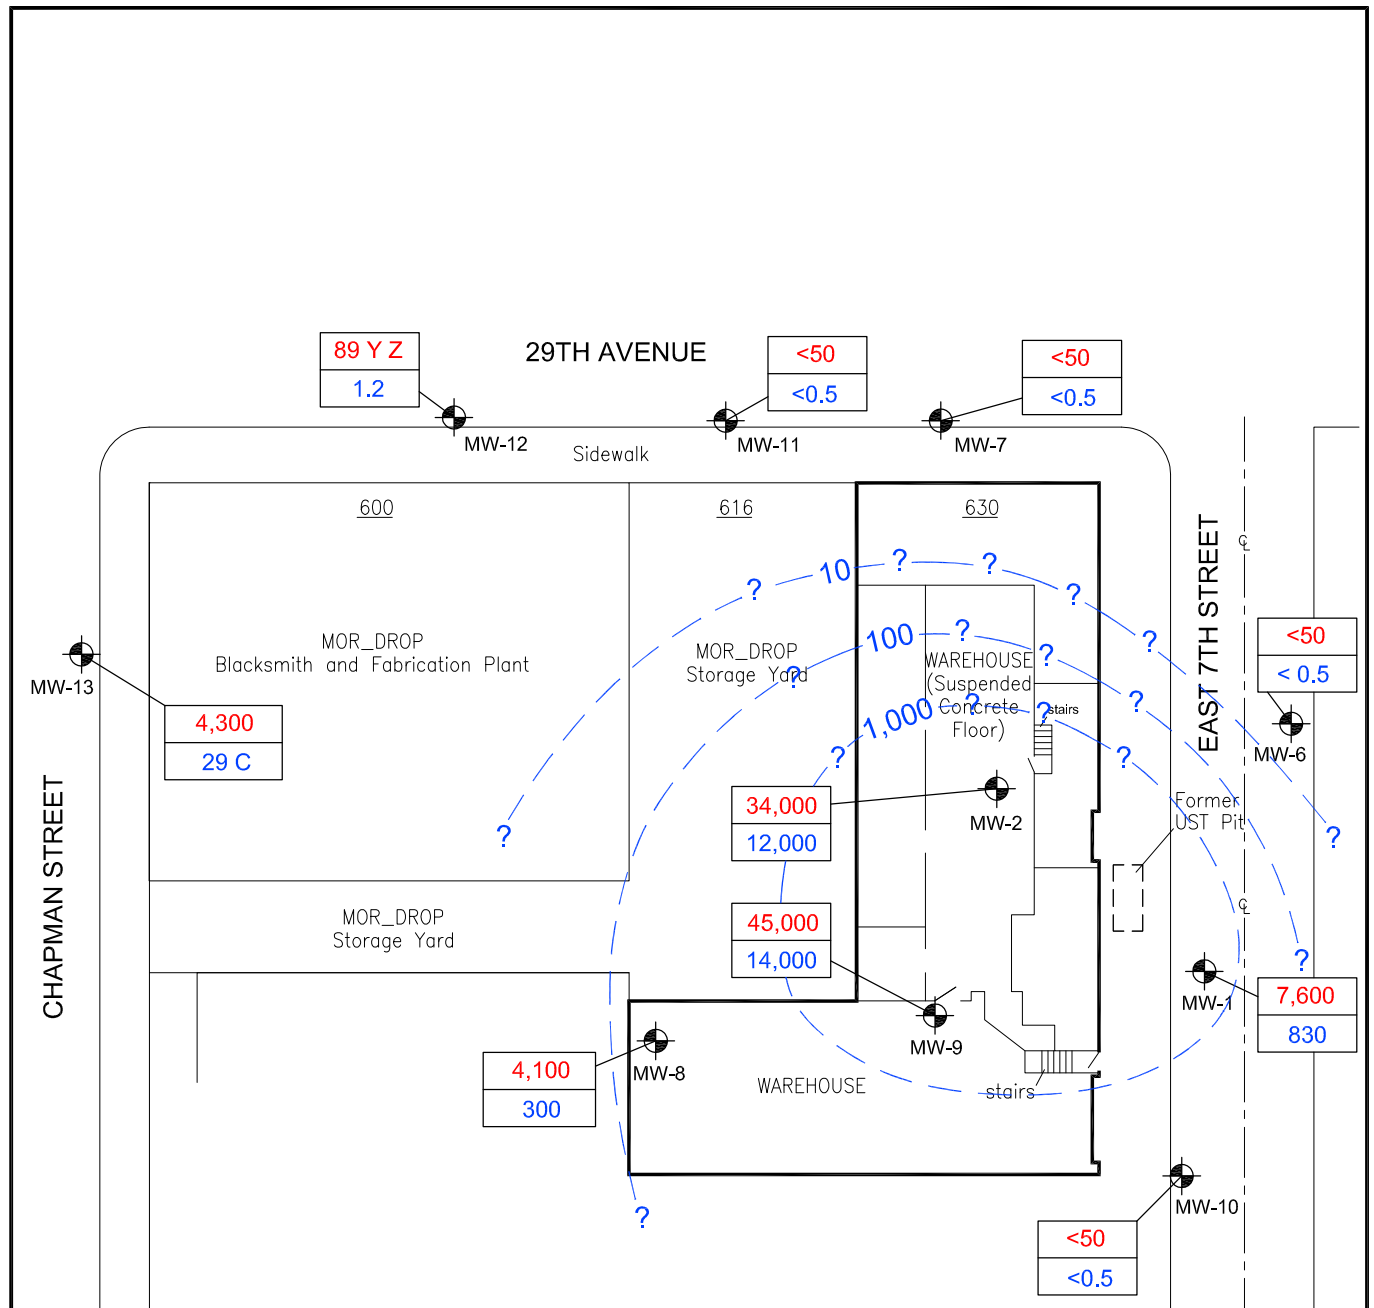 89 Y Z
1.2
MW-12
29TH AVENUE
<50
<0.5
MW-11
<50
<0.5
MW-7
Sidewalk
600
616
630
MOR_DROP
Blacksmith and Fabrication Plant
MOR_DROP
Storage Yard
WAREHOUSE
(Suspended
Concrete
Floor)
stairs
? 10 ? ? ? ? ? ?
? 100 ? ? ? ?
? 1,000 ? ? ?
EAST 7TH STREET
℄
<50
< 0.5
MW-6
MW-13
4,300
29 C
CHAPMAN STREET
34,000
12,000
MW-2
Former
UST Pit
MOR_DROP
Storage Yard
45,000
14,000
MW-9
℄
MW-1
7,600
830
4,100
300
MW-8
WAREHOUSE
stairs
?
MW-10
<50
<0.5